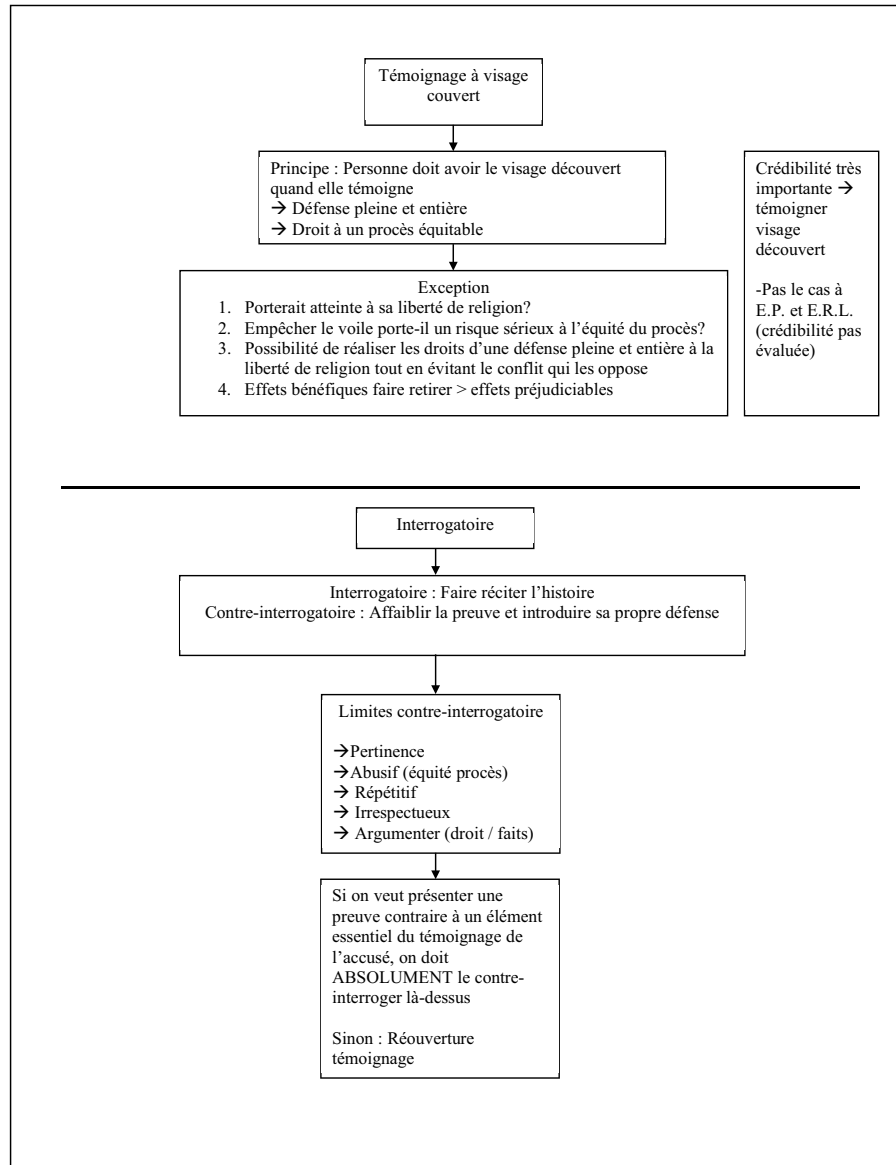 Témoignage à visage
couvert
Principe : Personne doit avoir le visage découvert
quand elle témoigne
→ Défense pleine et entière
→ Droit à un procès équitable
Crédibilité très
importante →
témoigner
visage
découvert
-Pas le cas à
E.P. et E.R.L.
(crédibilité pas
évaluée)
Exception
1. Porterait atteinte à sa liberté de religion?
2. Empêcher le voile porte-il un risque sérieux à l’équité du procès?
3. Possibilité de réaliser les droits d’une défense pleine et entière à la
liberté de religion tout en évitant le conflit qui les oppose
4. Effets bénéfiques faire retirer > effets préjudiciables
Interrogatoire
Interrogatoire : Faire réciter l’histoire
Contre-interrogatoire : Affaiblir la preuve et introduire sa propre défense
Limites contre-interrogatoire
→Pertinence
→Abusif (équité procès)
→ Répétitif
→ Irrespectueux
→ Argumenter (droit / faits)
Si on veut présenter une
preuve contraire à un élément
essentiel du témoignage de
l’accusé, on doit
ABSOLUMENT le contre-
interroger là-dessus
Sinon : Réouverture
témoignage